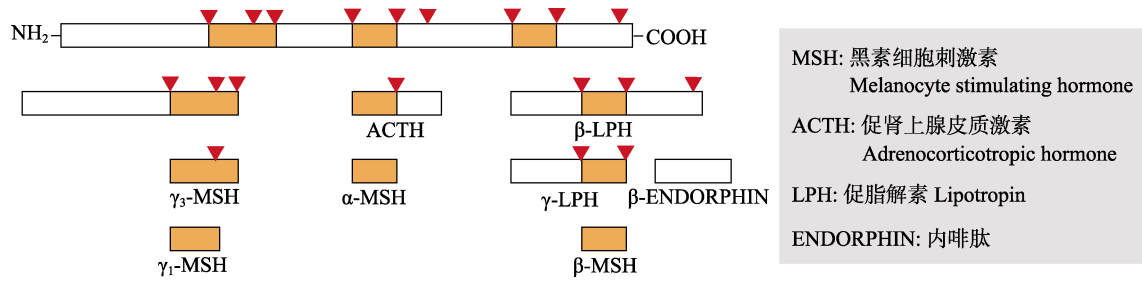 NH₂
COOH
ACTH
β-LPH
γ₃-MSH
α-MSH
γ-LPH
β-ENDORPHIN
γ₁-MSH
β-MSH
MSH: 黑素细胞刺激素
Melanocyte stimulating hormone
ACTH: 促肾上腺皮质激素
Adrenocorticotropic hormone
LPH: 促脂解素 Lipotropin
ENDORPHIN: 内啡肽